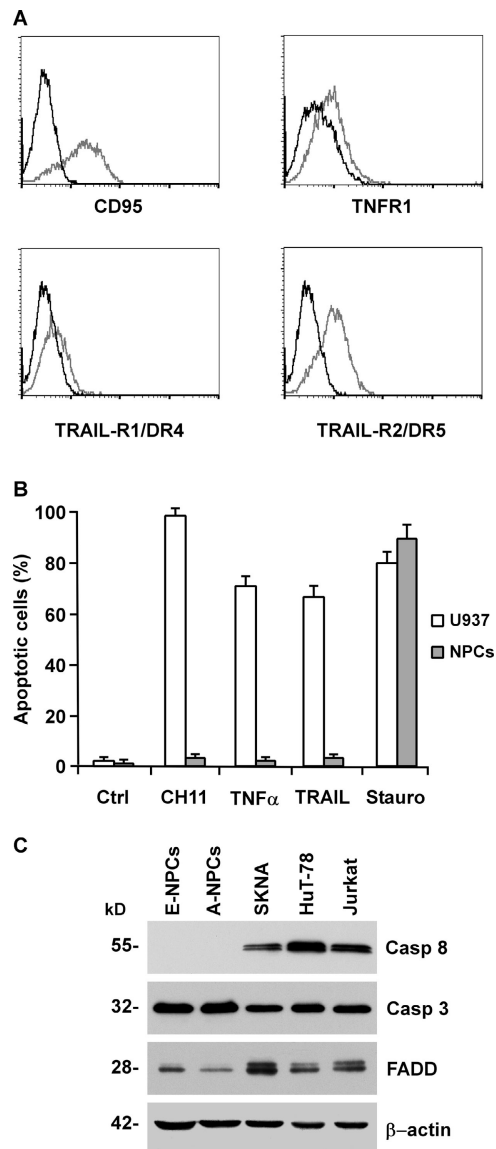 A
CD95
TNFR1
TRAIL-R1/DR4
TRAIL-R2/DR5
B
Apoptotic cells (%)
100
80
60
40
20
0
Ctrl
CH11
TNFα
TRAIL
Stauro
U937
NPCs
C
kD
E-NPCs
A-NPCs
SKNA
HuT-78
Jurkat
55-
Casp 8
32-
Casp 3
28-
FADD
42-
β–actin